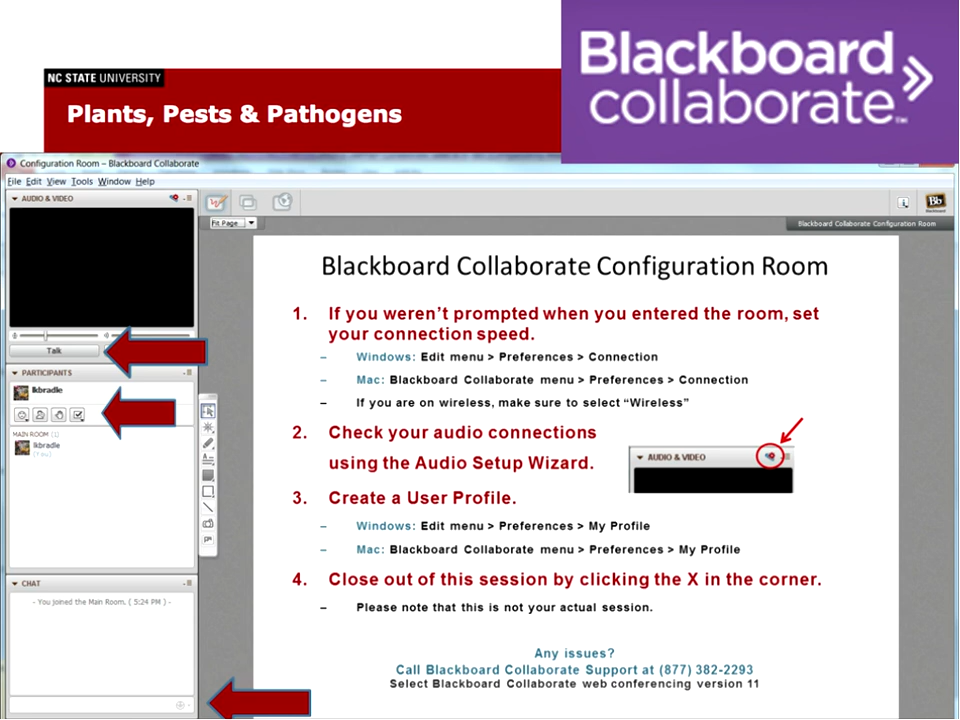 Blackboard
collaborate™
NC STATE UNIVERSITY
Plants, Pests & Pathogens
Configuration Room – Blackboard Collaborate
File Edit View Tools Window Help
AUDIO & VIDEO
Fit Page
Bb
Blackboard Collaborate Configuration Room
Talk
PARTICIPANTS
lkbradle
MAIN ROOM (1)
lkbradle
(You)
CHAT
- You joined the Main Room. ( 5:24 PM ) -
Blackboard Collaborate Configuration Room
1. If you weren’t prompted when you entered the room, set
your connection speed.
– Windows: Edit menu > Preferences > Connection
– Mac: Blackboard Collaborate menu > Preferences > Connection
– If you are on wireless, make sure to select “Wireless”
2. Check your audio connections
using the Audio Setup Wizard.
AUDIO & VIDEO
3. Create a User Profile.
– Windows: Edit menu > Preferences > My Profile
– Mac: Blackboard Collaborate menu > Preferences > My Profile
4. Close out of this session by clicking the X in the corner.
– Please note that this is not your actual session.
Any issues?
Call Blackboard Collaborate Support at (877) 382-2293
Select Blackboard Collaborate web conferencing version 11